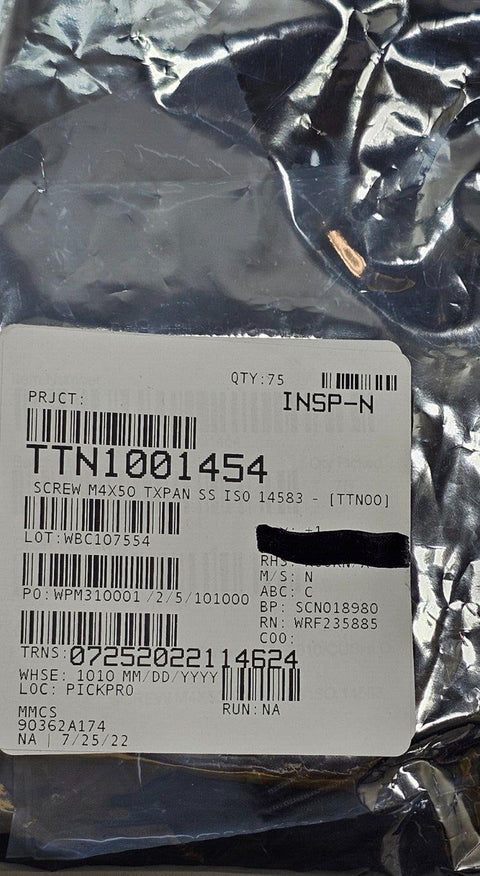 QTY:75
PRJCT:
INSP-N
TTN1001454
SCREW M4X50 TXPAN SS ISO 14583 - [TTN00]
LOT:WBC107554
M/S: N
ABC: C
PO:WPM310001/2/5/101000
BP: SCN018980
RN: WRF235885
COO:
TRNS:07252022114624
WHSE: 1010 MM/DD/YYYY
LOC: PICKPRO
RUN:NA
MMCS
90362A174
NA | 7/25/22